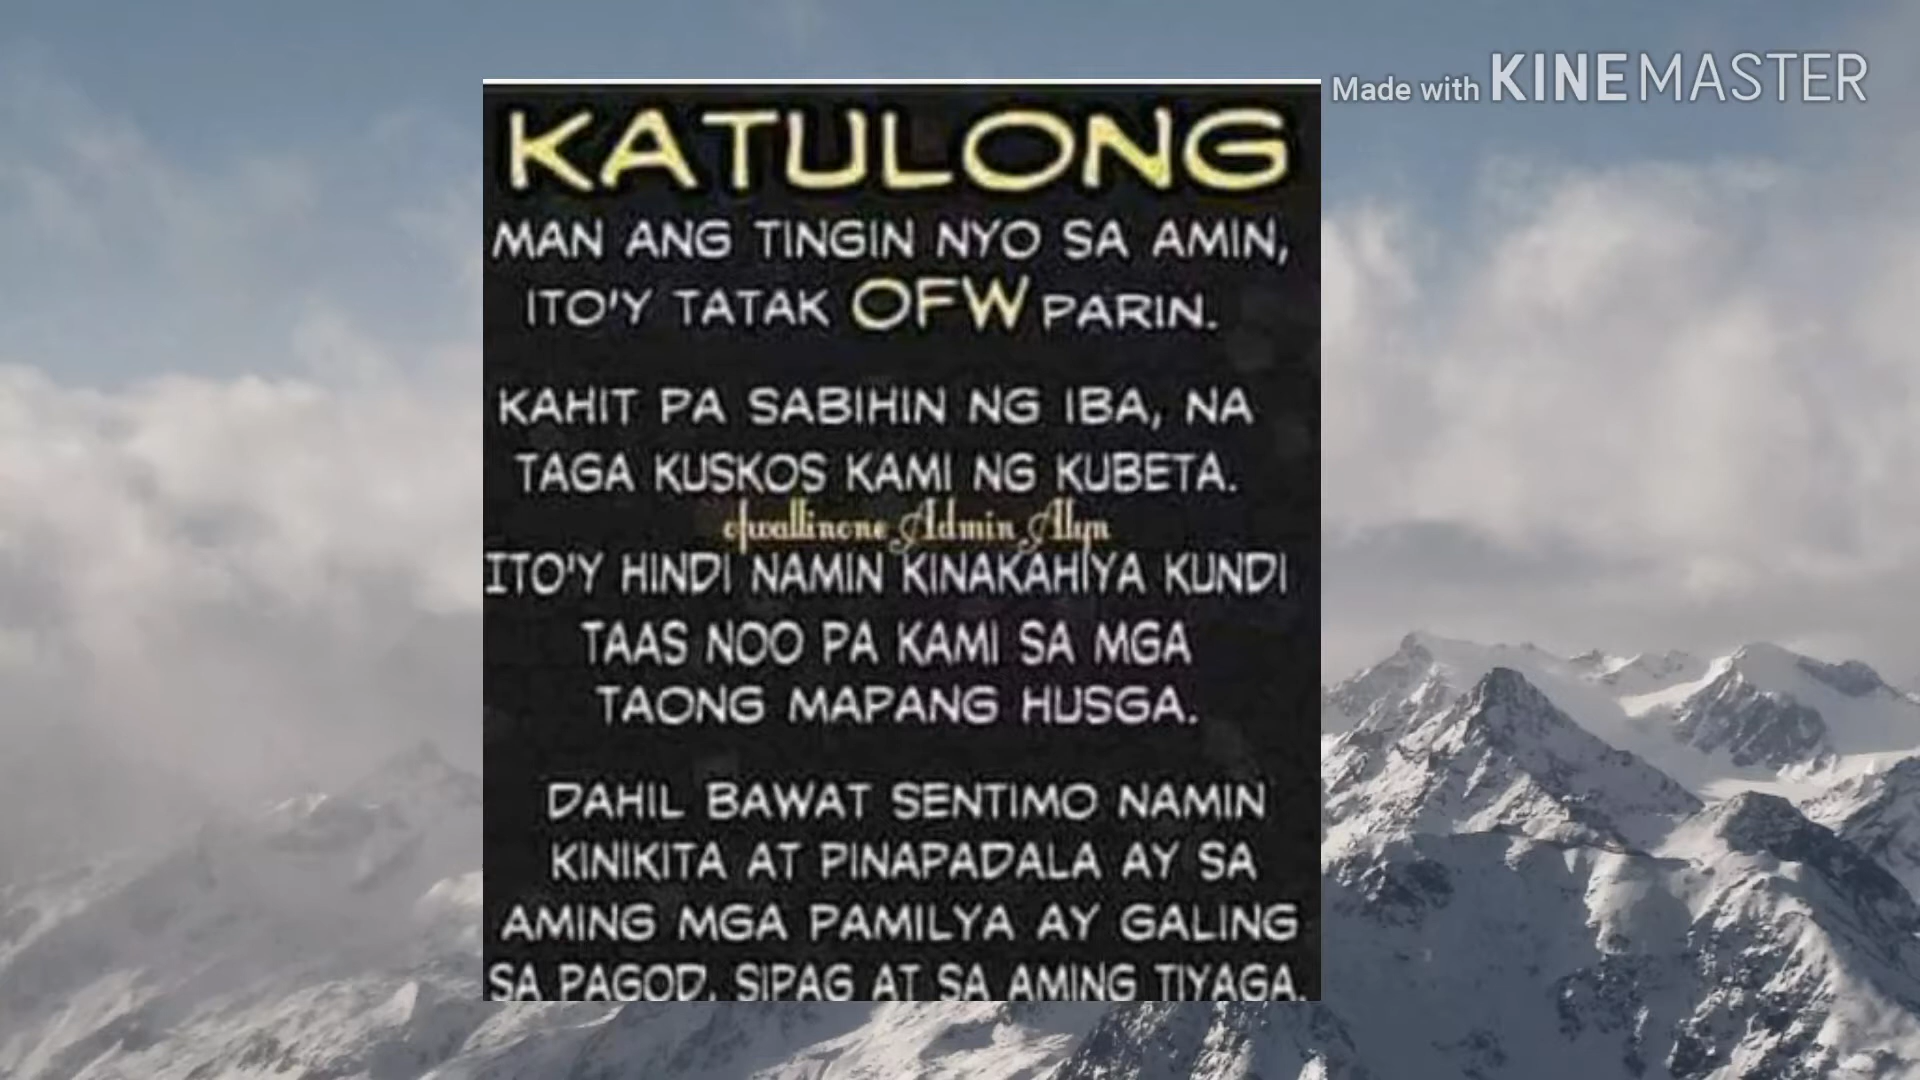 Made with KINEMASTER
KATULONG
MAN ANG TINGIN NYO SA AMIN,
ITO'Y TATAK OFW PARIN.
KAHIT PA SABIHIN NG IBA, NA
TAGA KUSKOS KAMI NG KUBETA.
ofwallinone Admin Alyn
ITO'Y HINDI NAMIN KINAKAHIYA KUNDI
TAAS NOO PA KAMI SA MGA
TAONG MAPANG HUSGA.
DAHIL BAWAT SENTIMO NAMIN
KINIKITA AT PINAPADALA AY SA
AMING MGA PAMILYA AY GALING
SA PAGOD, SIPAG AT SA AMING TIYAGA.